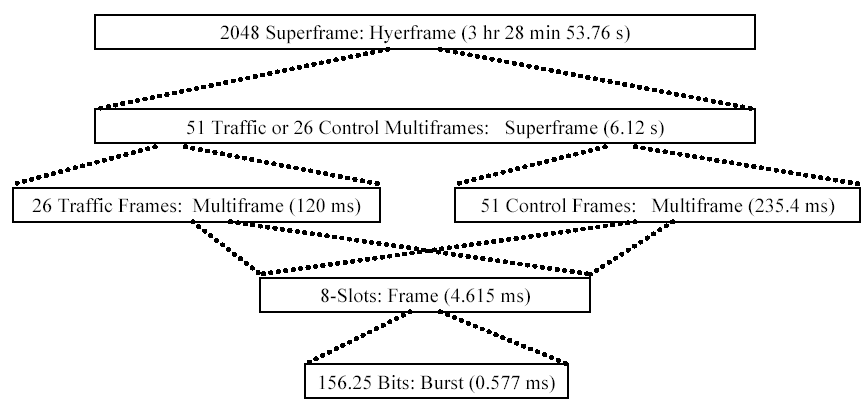 2048 Superframe: Hyerframe (3 hr 28 min 53.76 s)
51 Traffic or 26 Control Multiframes: Superframe (6.12 s)
26 Traffic Frames: Multiframe (120 ms)
51 Control Frames: Multiframe (235.4 ms)
8-Slots: Frame (4.615 ms)
156.25 Bits: Burst (0.577 ms)